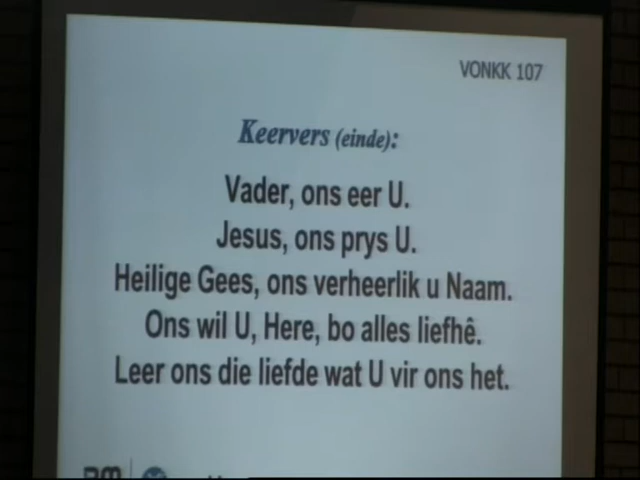 VONKK 107
Keervers (einde):
Vader, ons eer U.
Jesus, ons prys U.
Heilige Gees, ons verheerlik u Naam.
Ons wil U, Here, bo alles liefhê.
Leer ons die liefde wat U vir ons het.